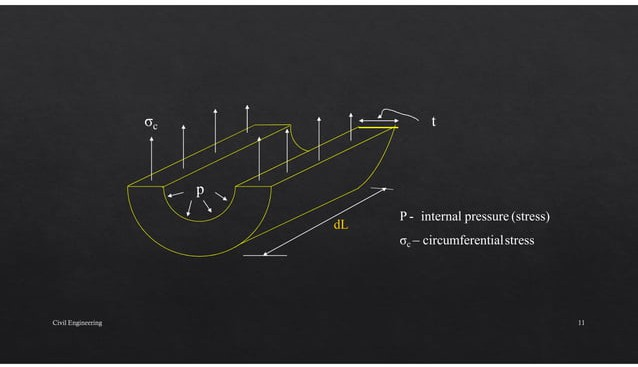 σc
t
p
P - internal pressure (stress)
dL
σc – circumferential stress
Civil Engineering
11